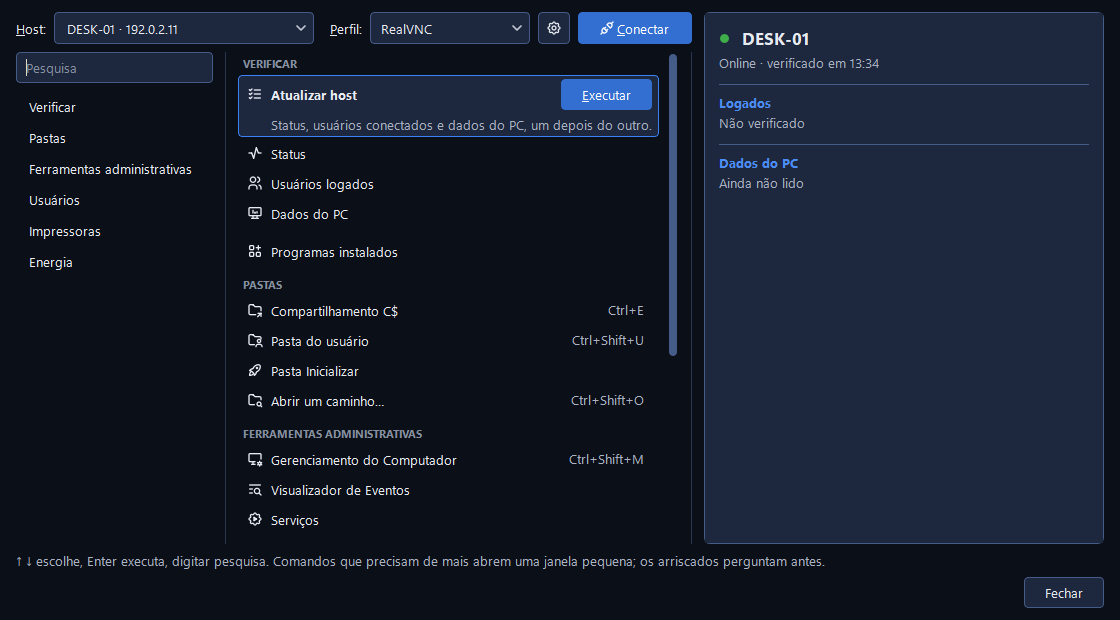 Host: DESK-01 · 192.0.2.11 Perfil: RealVNC Conectar
Pesquisa
Verificar
Pastas
Ferramentas administrativas
Usuários
Impressoras
Energia
VERIFICAR
Atualizar host Executar
Status, usuários conectados e dados do PC, um depois do outro.
Status
Usuários logados
Dados do PC
Programas instalados
PASTAS
Compartilhamento C$ Ctrl+E
Pasta do usuário Ctrl+Shift+U
Pasta Inicializar
Abrir um caminho... Ctrl+Shift+O
FERRAMENTAS ADMINISTRATIVAS
Gerenciamento do Computador Ctrl+Shift+M
Visualizador de Eventos
Serviços
DESK-01
Online · verificado em 13:34
Logados
Não verificado
Dados do PC
Ainda não lido
↑ ↓ escolhe, Enter executa, digitar pesquisa. Comandos que precisam de mais abrem uma janela pequena; os arriscados perguntam antes.
Fechar